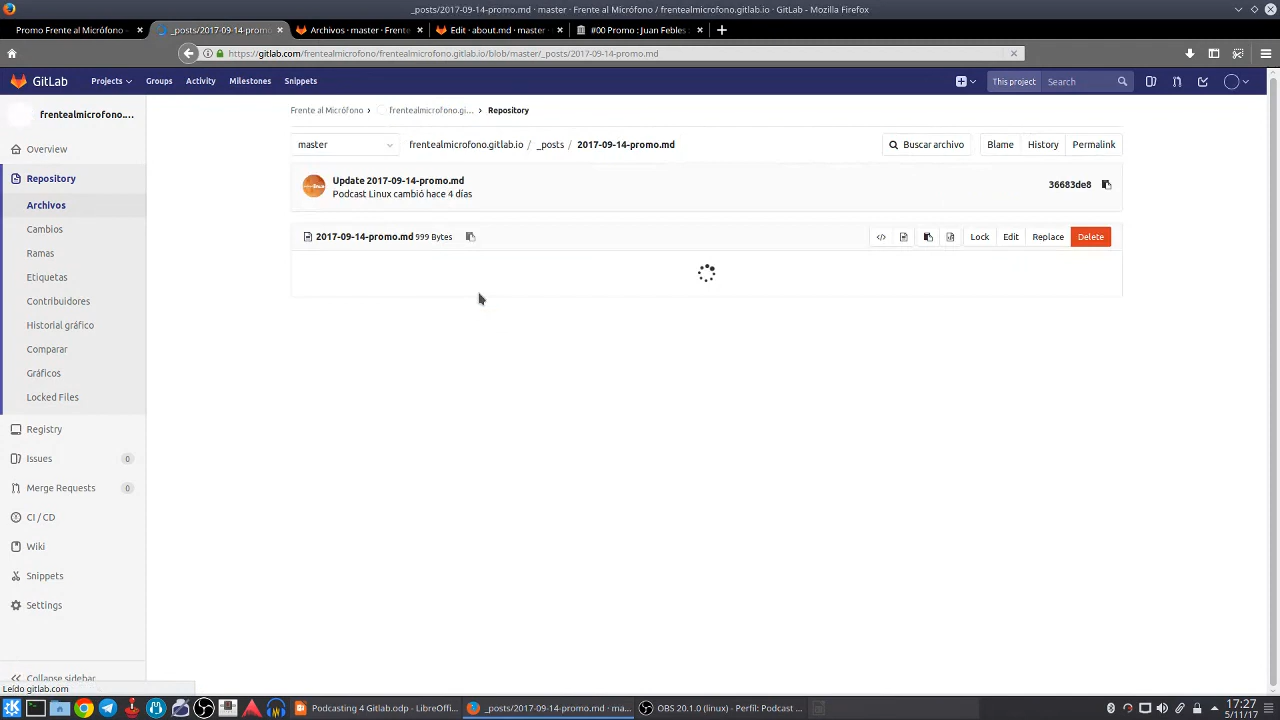 _posts/2017-09-14-promo.md · master · Frente al Micrófono / frentealmicrofono.gitlab.io · GitLab - Mozilla Firefox
Promo Frente al Micrófono -
_posts/2017-09-14-promo.
Archivos · master · Frente
Edit · about.md · master ·
#00 Promo : Juan Febles
https://gitlab.com/frentealmicrofono/frentealmicrofono.gitlab.io/blob/master/_posts/2017-09-14-promo.md
GitLab
Projects
Groups
Activity
Milestones
Snippets
This project
Search
frentealmicrofono....
Overview
Repository
Archivos
Cambios
Ramas
Etiquetas
Contribuidores
Historial gráfico
Comparar
Gráficos
Locked Files
Registry
Issues 0
Merge Requests 0
CI / CD
Wiki
Snippets
Settings
Collapse sidebar
Leído gitlab.com
Frente al Micrófono > frentealmicrofono.gi... > Repository
master
frentealmicrofono.gitlab.io / _posts / 2017-09-14-promo.md
Buscar archivo
Blame
History
Permalink
Update 2017-09-14-promo.md
Podcast Linux cambió hace 4 días
36683de8
2017-09-14-promo.md 999 Bytes
Lock
Edit
Replace
Delete
Podcasting 4 Gitlab.odp - LibreOffi...
_posts/2017-09-14-promo.md · ma...
OBS 20.1.0 (linux) - Perfil: Podcast ...
17:27
5/11/17